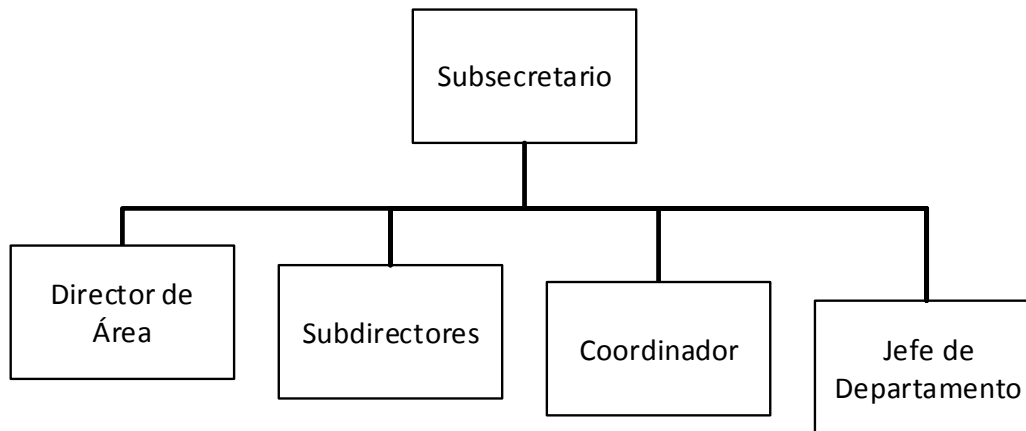 Subsecretario
Director de
Área
Subdirectores
Coordinador
Jefe de
Departamento